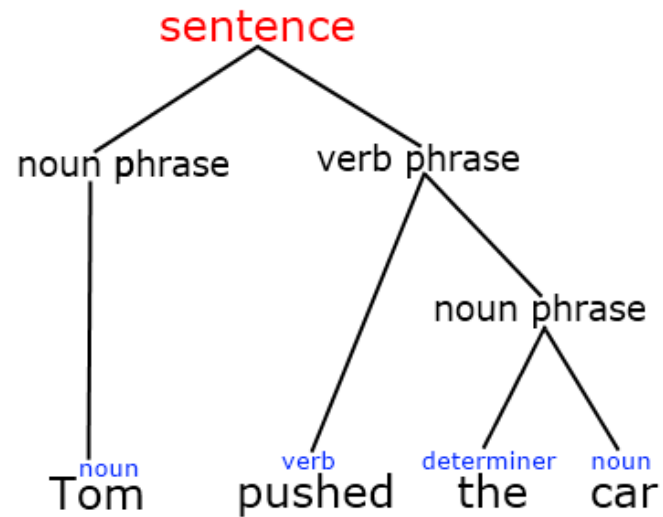 sentence
noun phrase verb phrase
noun phrase
noun verb determiner noun
Tom pushed the car